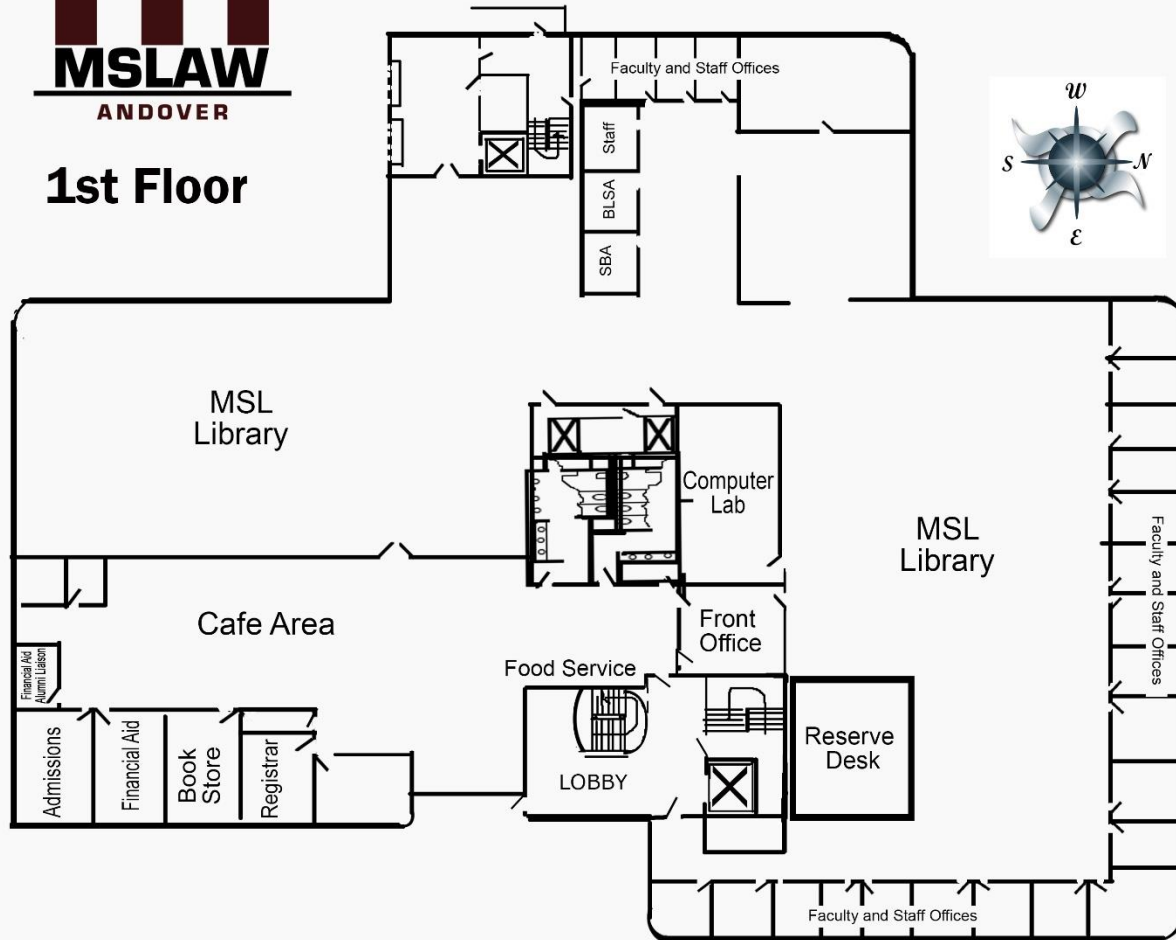 MSLAW
ANDOVER
1st Floor
Faculty and Staff Offices
Staff
BLSA
SBA
W
S
N
E
MSL
Library
Computer
Lab
MSL
Library
Faculty and Staff Offices
Cafe Area
Front
Office
Food Service
Financial Aid
Alumni Liaison
Admissions
Financial Aid
Book
Store
Registrar
LOBBY
Reserve
Desk
Faculty and Staff Offices